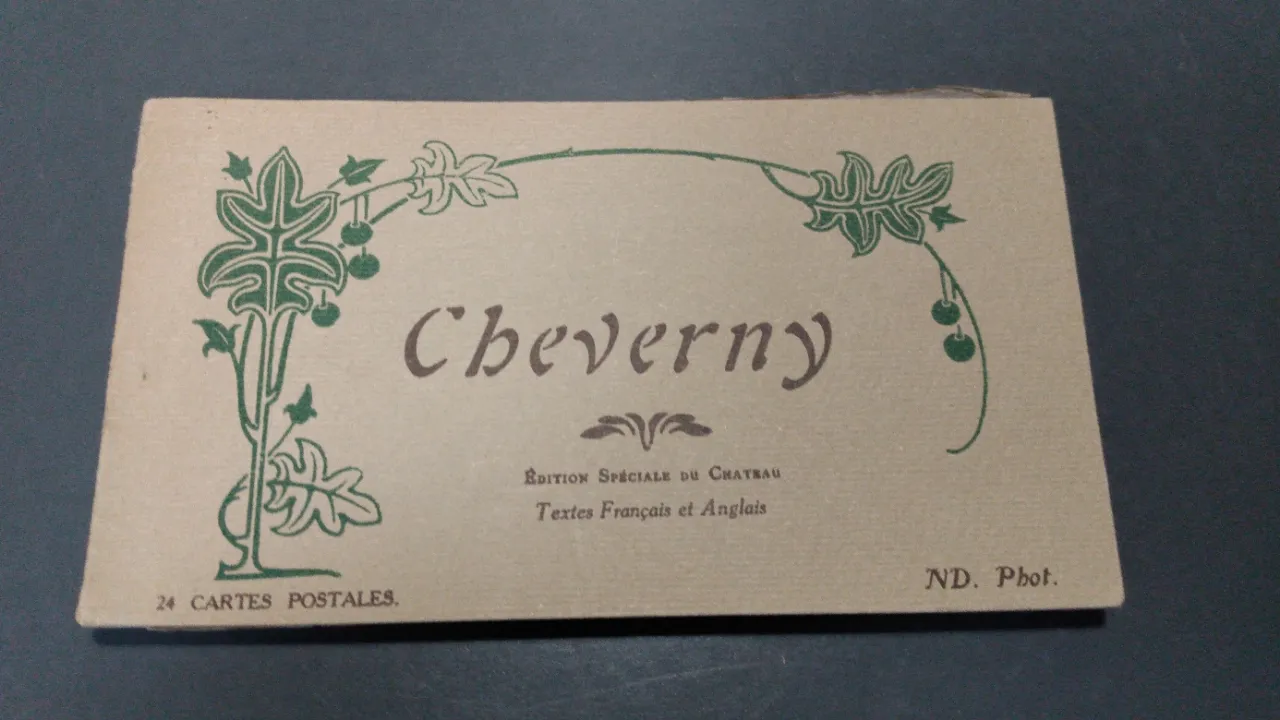 Cheverny
Édition Spéciale du Chateau
Textes Français et Anglais
ND. Phot.
24 CARTES POSTALES.